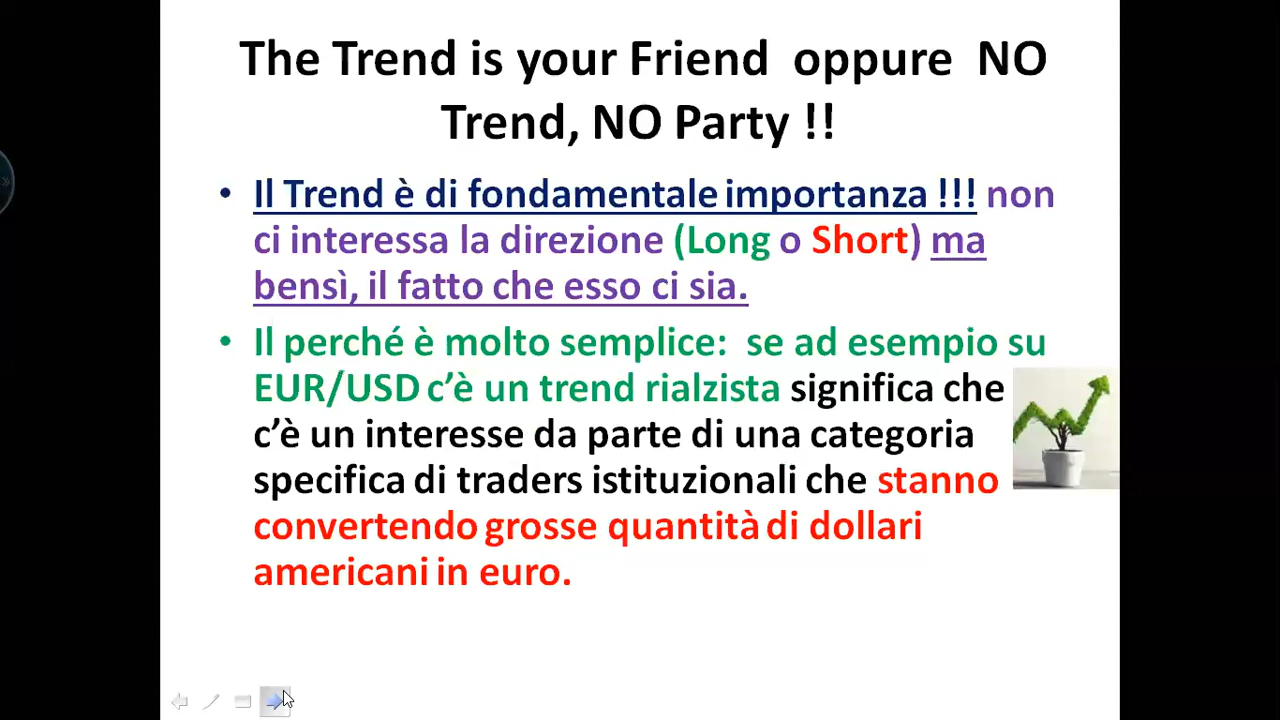 The Trend is your Friend oppure NO
Trend, NO Party !!
• Il Trend è di fondamentale importanza !!! non
ci interessa la direzione (Long o Short) ma
bensì, il fatto che esso ci sia.
• Il perché è molto semplice: se ad esempio su
EUR/USD c’è un trend rialzista significa che
c’è un interesse da parte di una categoria
specifica di traders istituzionali che stanno
convertendo grosse quantità di dollari
americani in euro.